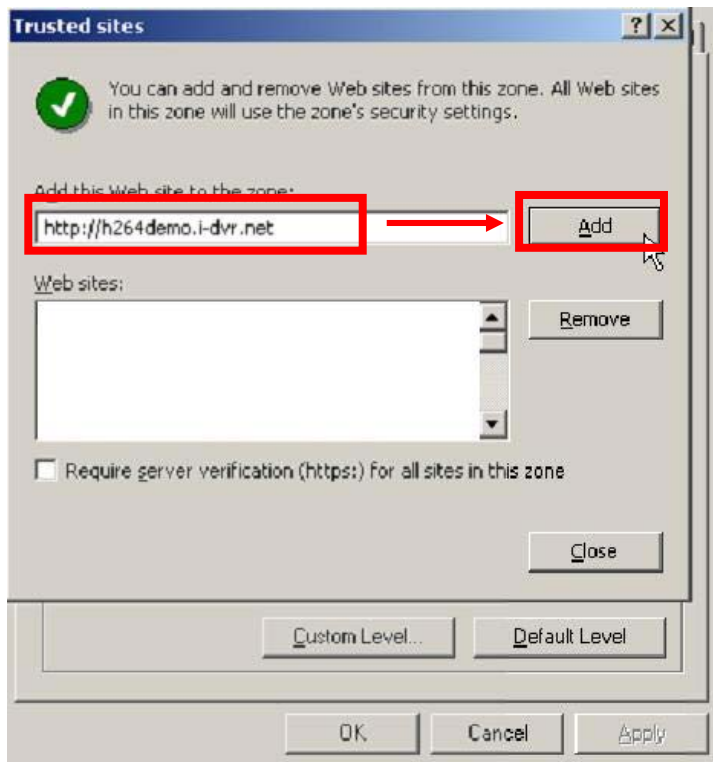 Trusted sites
You can add and remove Web sites from this zone. All Web sites
in this zone will use the zone's security settings.
Add this Web site to the zone:
http://h264demo.i-dvr.net
Add
Web sites:
Remove
Require server verification (https:) for all sites in this zone
Close
Custom Level...
Default Level
OK
Cancel
Apply